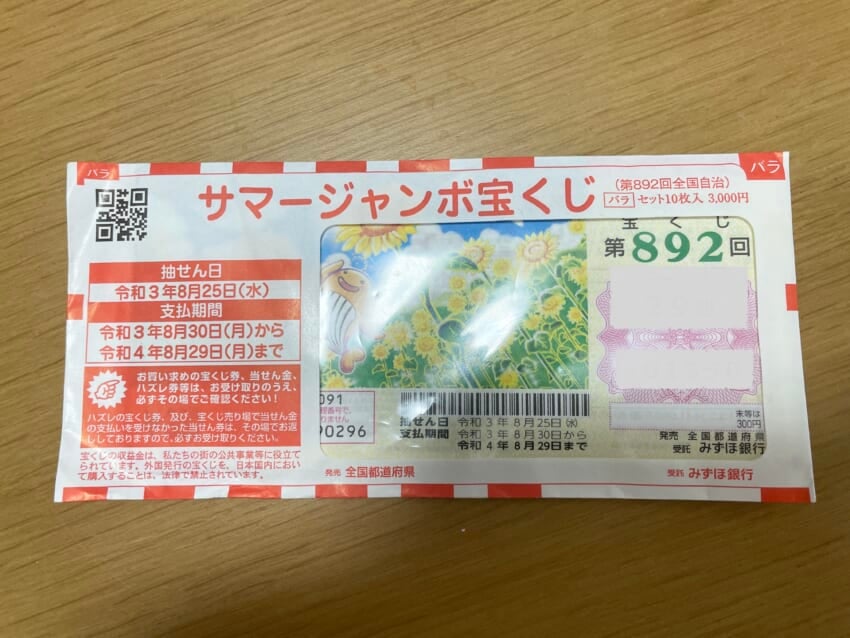 バラ
バラ
サマージャンボ宝くじ
(第892回全国自治)
バラ セット10枚入 3,000円
抽せん日
令和3年8月25日(水)
支払期間
令和3年8月30日(月)から
令和4年8月29日(月)まで
お買い求めの宝くじ券、当せん金、
ハズレ券等は、お受け取りのうえ、
必ずその場でご確認ください!
ハズレの宝くじ券、及び、宝くじ売り場で当せん金
の支払いを受けなかった当せん券は、その場でお返
ししておりますので、必ずお受け取りください。
宝くじの収益金は、私たちの街の公共事業等に役立て
られています。外国発行の宝くじを、日本国内におい
て購入することは、法律で禁止されています。
宝くじ
第892回
091
90296
抽せん日 令和3年8月25日(水)
支払期間 令和3年8月30日から
令和4年8月29日まで
末等は
300円
発売 全国都道府県
受託 みずほ銀行
発売 全国都道府県
受託 みずほ銀行